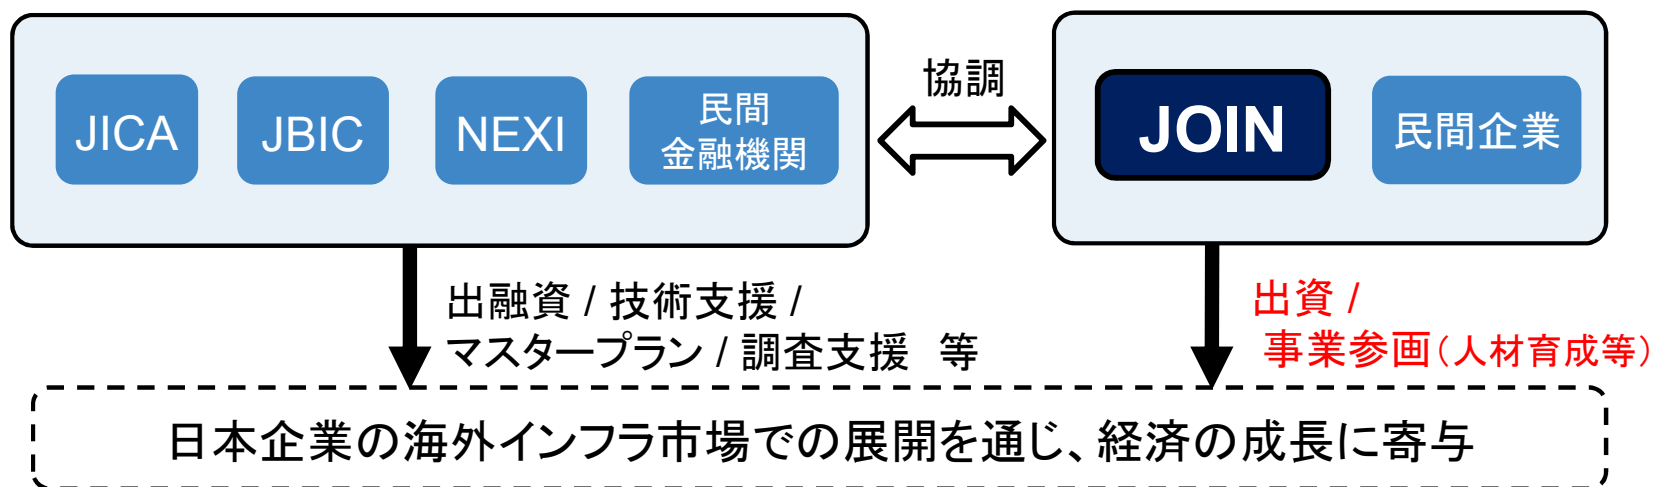 JICA
JBIC
NEXI
民間
金融機関
協調
JOIN
民間企業
出融資 / 技術支援 /
マスタープラン / 調査支援　等
出資 /
事業参画（人材育成等）
日本企業の海外インフラ市場での展開を通じ、経済の成長に寄与